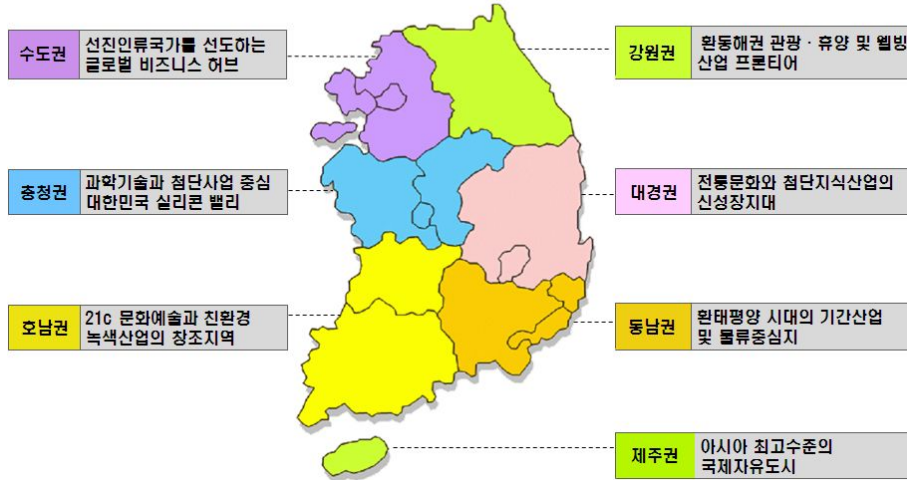 수도권
선진인류국가를 선도하는
글로벌 비즈니스 허브
강원권
환동해권 관광 · 휴양 및 웰빙
산업 프론티어
충청권
과학기술과 첨단사업 중심
대한민국 실리콘 밸리
대경권
전통문화와 첨단지식산업의
신성장지대
호남권
21c 문화예술과 친환경
녹색산업의 창조지역
동남권
환태평양 시대의 기간산업
및 물류중심지
제주권
아시아 최고수준의
국제자유도시